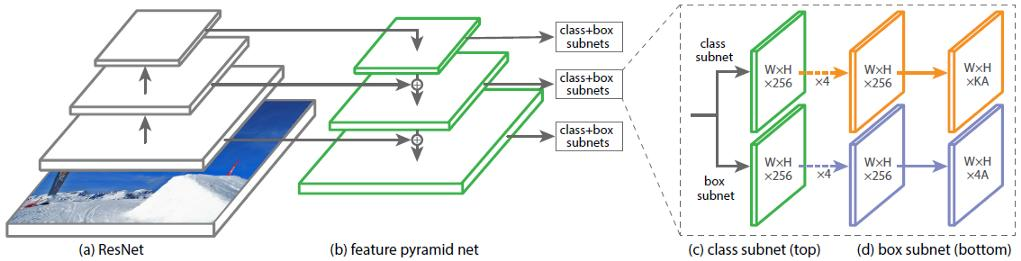 class+box
subnets
class+box
subnets
class+box
subnets
class
subnet
box
subnet
W×H
×256
×4
W×H
×256
W×H
×KA
W×H
×256
×4
W×H
×256
W×H
×4A
(a) ResNet
(b) feature pyramid net
(c) class subnet (top)
(d) box subnet (bottom)